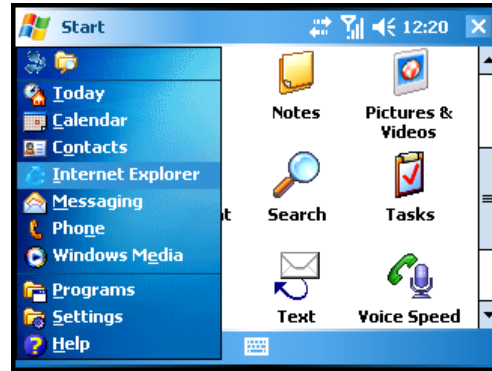 Start
12:20
Today
Calendar
Contacts
Internet Explorer
Messaging
Phone
Windows Media
Programs
Settings
Help
Notes
Pictures &
Videos
Search
Tasks
Text
Voice Speed